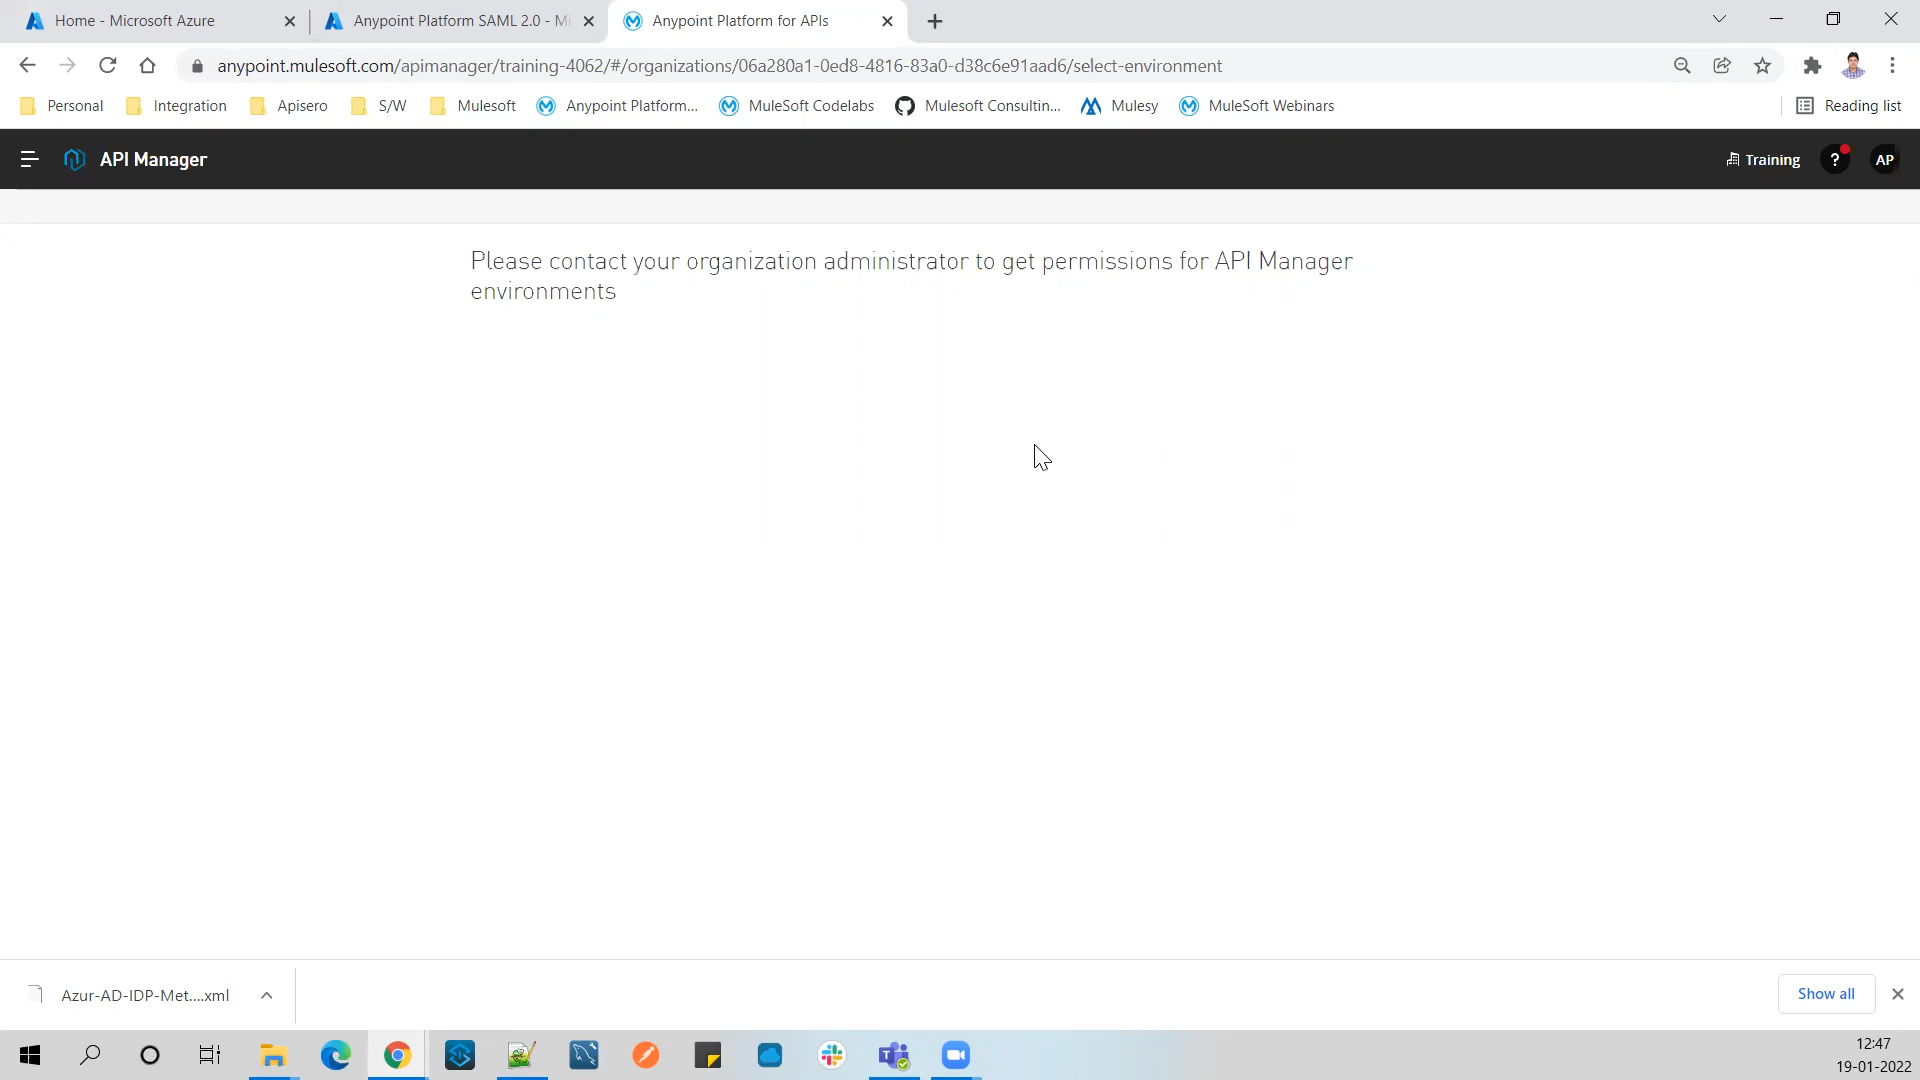 Home - Microsoft Azure
Anypoint Platform SAML 2.0 - Mi
Anypoint Platform for APIs
anypoint.mulesoft.com/apimanager/training-4062/#/organizations/06a280a1-0ed8-4816-83a0-d38c6e91aad6/select-environment
Personal
Integration
Apisero
S/W
Mulesoft
Anypoint Platform...
MuleSoft Codelabs
Mulesoft Consultin...
Mulesy
MuleSoft Webinars
Reading list
API Manager
Training
?
AP
Please contact your organization administrator to get permissions for API Manager
environments
Azur-AD-IDP-Met....xml
Show all
12:47
19-01-2022